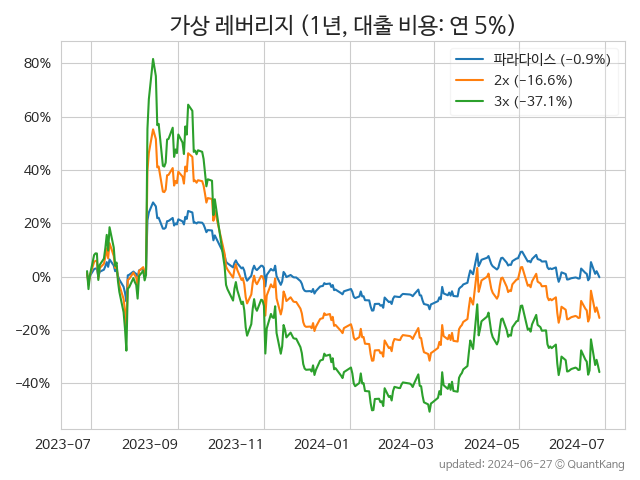 가상 레버리지 (1년, 대출 비용: 연 5%)
파라다이스 (−0.9%)
2x (−16.6%)
3x (−37.1%)
80%
60%
40%
20%
0%
−20%
−40%
2023-07
2023-09
2023-11
2024-01
2024-03
2024-05
2024-07
updated: 2024-06-27 © QuantKang